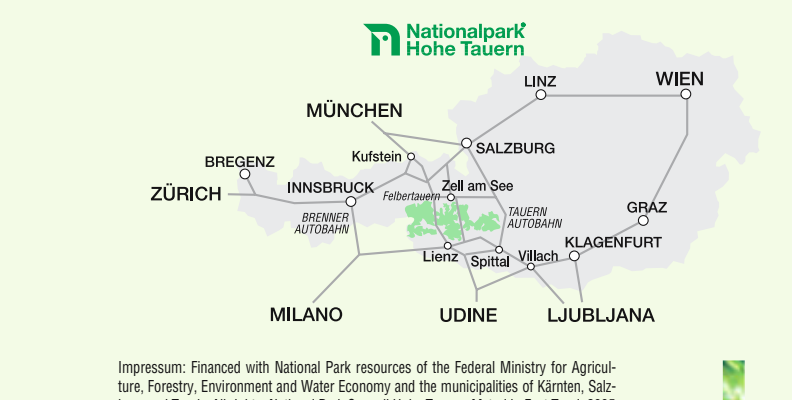 Nationalpark
Hohe Tauern
LINZ
WIEN
MÜNCHEN
SALZBURG
Kufstein
BREGENZ
ZÜRICH
INNSBRUCK
Zell am See
Felbertauern
BRENNER
AUTOBAHN
TAUERN
AUTOBAHN
GRAZ
KLAGENFURT
Lienz
Spittal
Villach
MILANO
UDINE
LJUBLJANA
Impressum: Financed with National Park resources of the Federal Ministry for Agricul-
ture, Forestry, Environment and Water Economy and the municipalities of Kärnten, Salz-